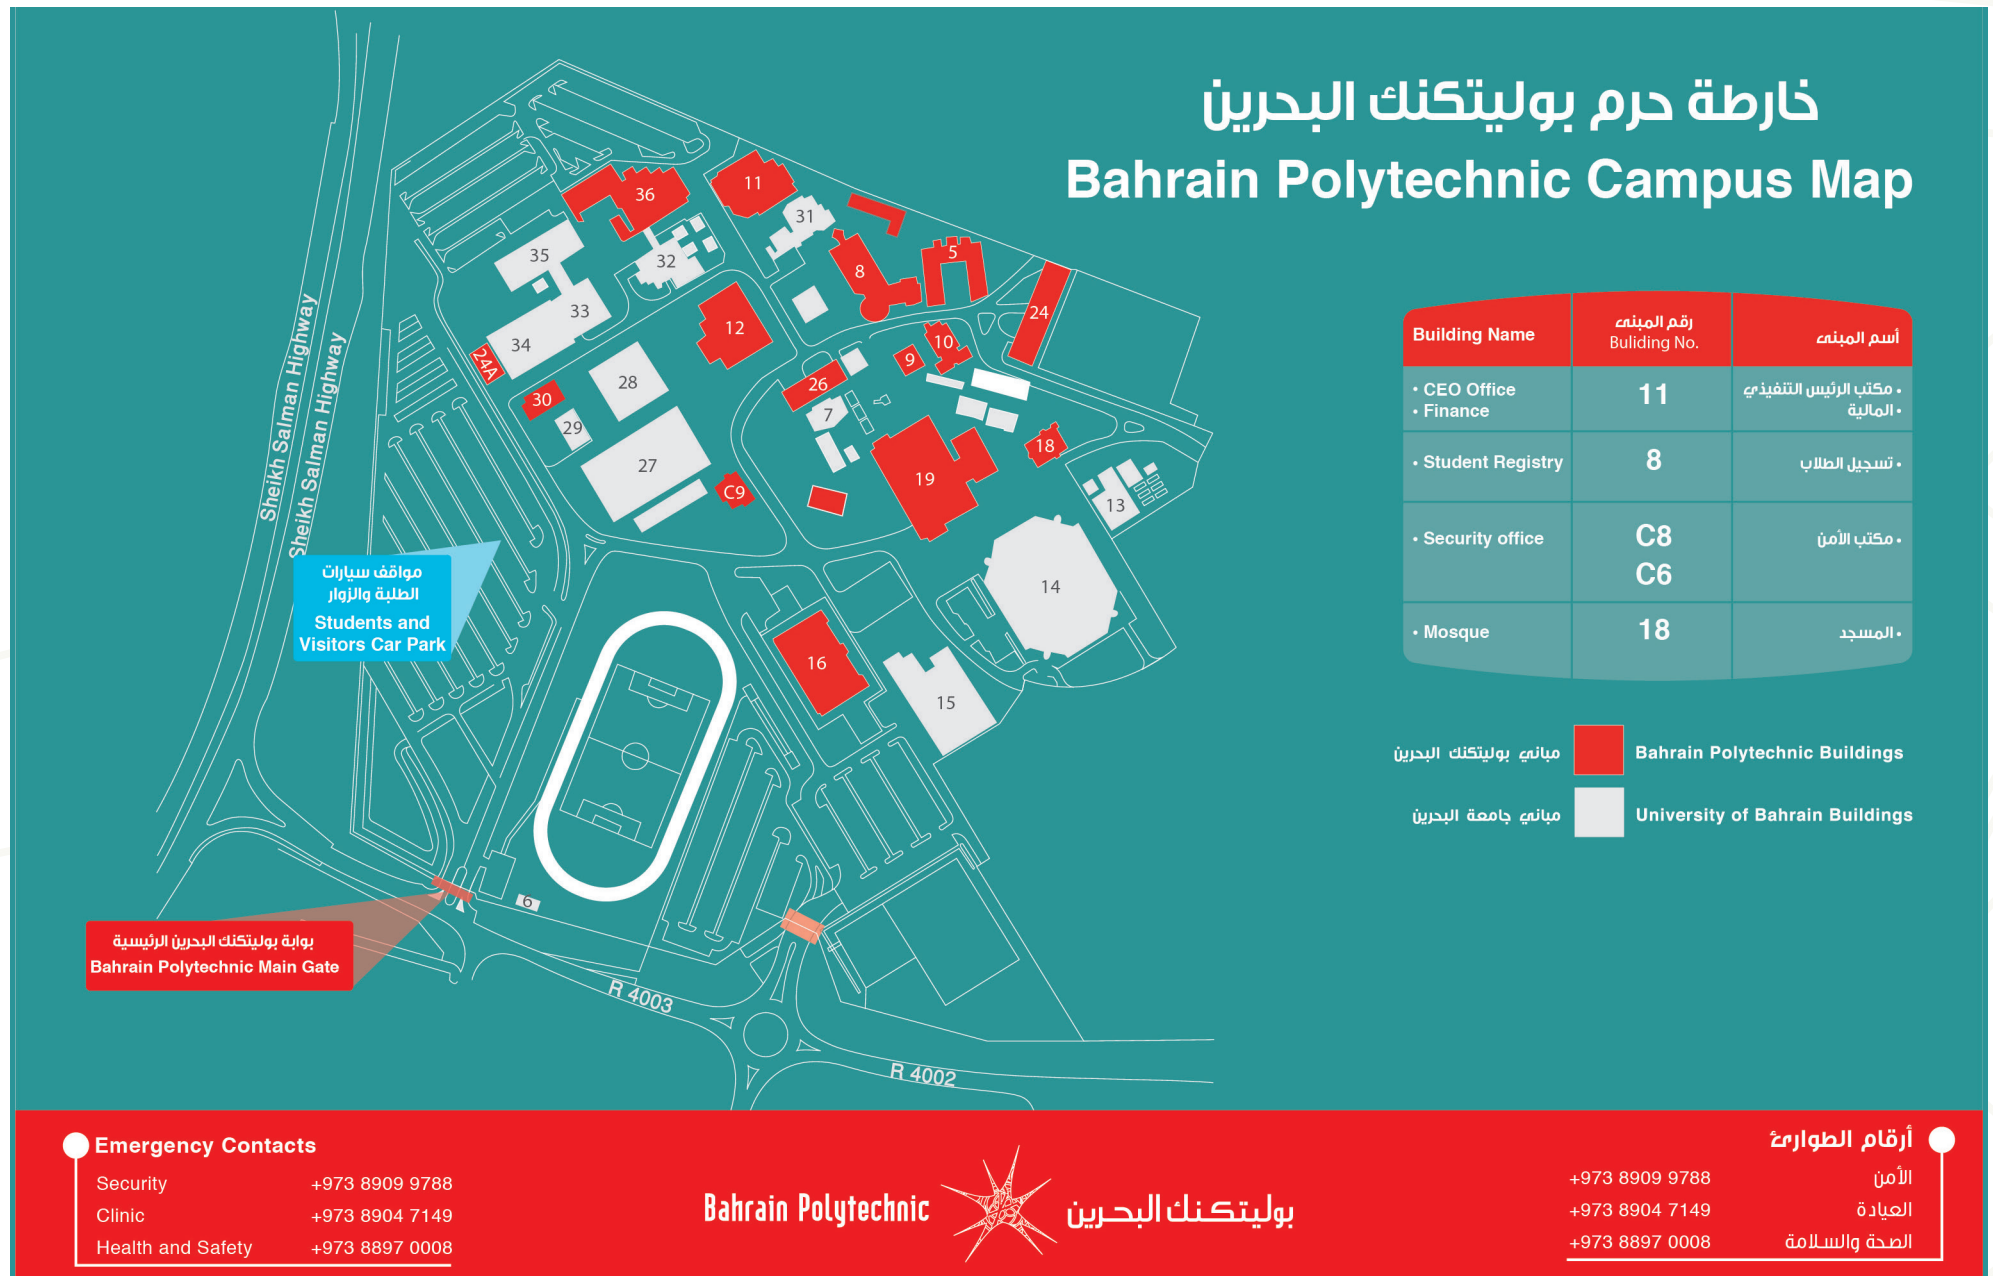 خارطة حرم بوليتكنك البحرين
Bahrain Polytechnic Campus Map
36
11
31
35
32
8
5
33
12
24
34
24A
10
9
28
26
30
7
29
18
27
19
C9
13
14
16
15
6
Sheikh Salman Highway
Sheikh Salman Highway
مواقف سيارات
الطلبة والزوار
Students and
Visitors Car Park
بوابة بوليتكنك البحرين الرئيسية
Bahrain Polytechnic Main Gate
R 4003
R 4002
Building Name
رقم المبنى
Buliding No.
أسم المبنى
• CEO Office
• Finance
11
• مكتب الرئيس التنفيذي
• المالية
• Student Registry
8
• تسجيل الطلاب
• Security office
C8
C6
• مكتب الأمن
• Mosque
18
• المسجد
مباني بوليتكنك البحرين
Bahrain Polytechnic Buildings
مباني جامعة البحرين
University of Bahrain Buildings
Emergency Contacts
Security +973 8909 9788
Clinic +973 8904 7149
Health and Safety +973 8897 0008
Bahrain Polytechnic
بوليتكنك البحرين
أرقام الطوارئ
الأمن +973 8909 9788
العيادة +973 8904 7149
الصحة والسلامة +973 8897 0008